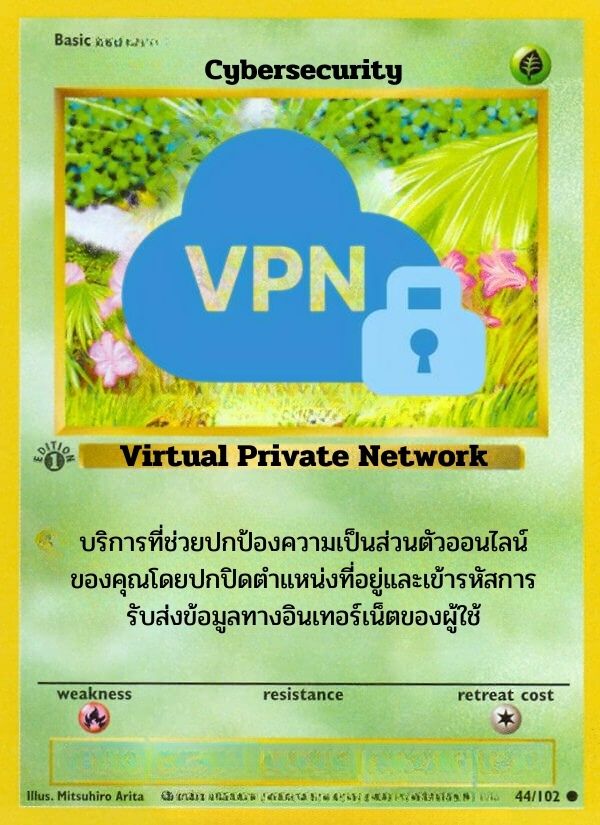 Basic
Cybersecurity
VPN
EDITION
1
Virtual Private Network
บริการที่ช่วยปกป้องความเป็นส่วนตัวออนไลน์
ของคุณโดยปกปิดตำแหน่งที่อยู่และเข้ารหัสการ
รับส่งข้อมูลทางอินเทอร์เน็ตของผู้ใช้
weakness resistance retreat cost
Illus. Mitsuhiro Arita 44/102